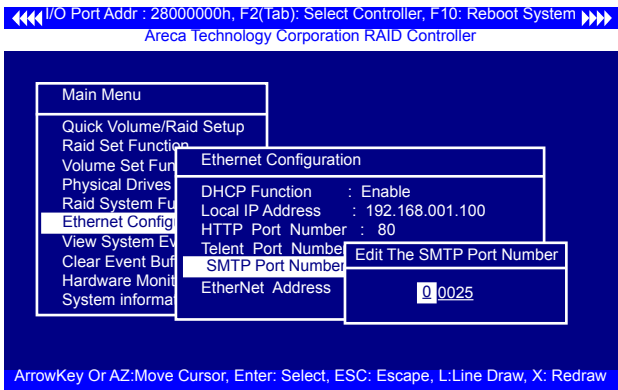 I/O Port Addr : 28000000h, F2(Tab): Select Controller, F10: Reboot System
Areca Technology Corporation RAID Controller
Main Menu
Quick Volume/Raid Setup
Raid Set Function
Volume Set Fun
Physical Drives
Raid System Fu
Ethernet Config
View System Ev
Clear Event Buf
Hardware Monit
System informa
Ethernet Configuration
DHCP Function : Enable
Local IP Address : 192.168.001.100
HTTP Port Number : 80
Telent Port Numbe
SMTP Port Number
EtherNet Address
Edit The SMTP Port Number
0 0025
ArrowKey Or AZ:Move Cursor, Enter: Select, ESC: Escape, L:Line Draw, X: Redraw